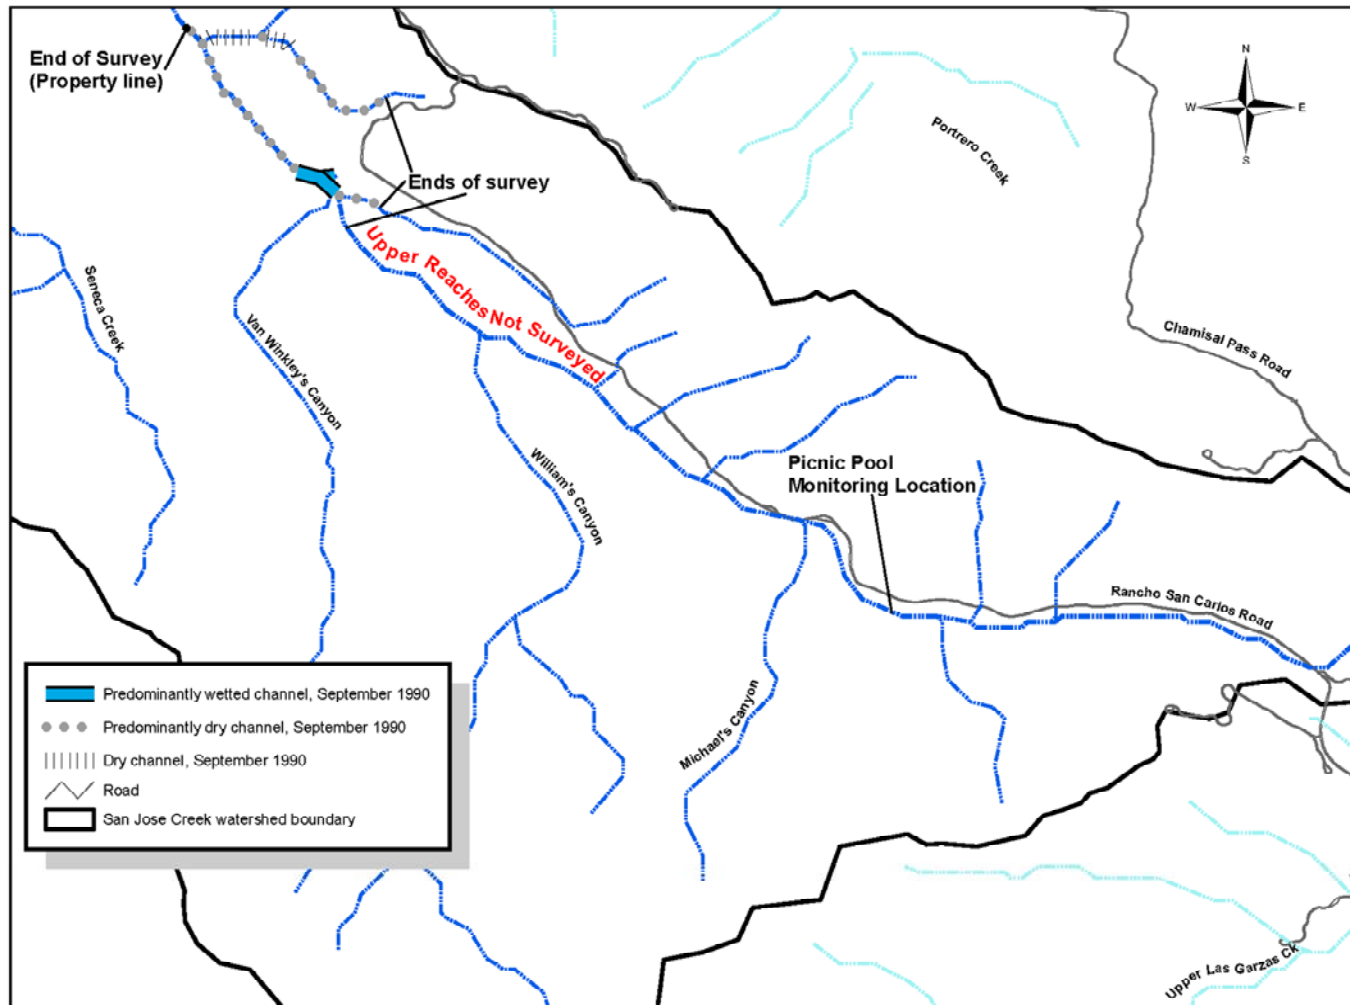 End of Survey
(Property line)
N
W
E
S
Portrero Creek
Ends of survey
Upper Reaches Not Surveyed
Seneca Creek
Van Winkley's Canyon
Chamisal Pass Road
William's Canyon
Picnic Pool
Monitoring Location
Rancho San Carlos Road
Michael's Canyon
Predominantly wetted channel, September 1990
Predominantly dry channel, September 1990
Dry channel, September 1990
Road
San Jose Creek watershed boundary
Upper Las Garzas Ck